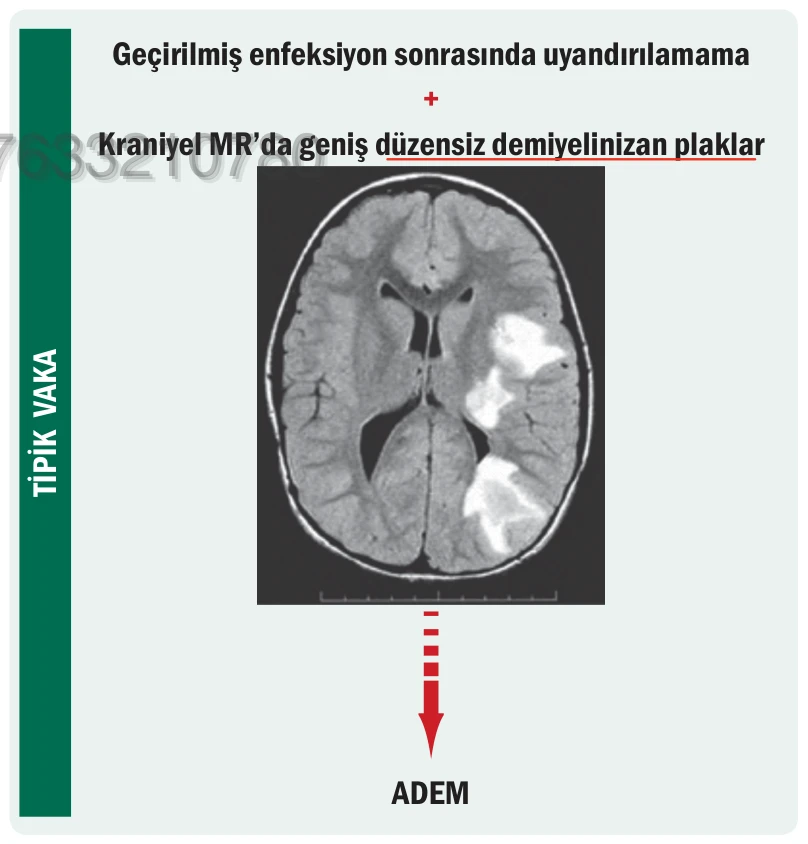 Geçirilmiş enfeksiyon sonrasında uyandırılamama
+
Kraniyel MR’da geniş düzensiz demiyelinizan plaklar
TİPİK VAKA
ADEM